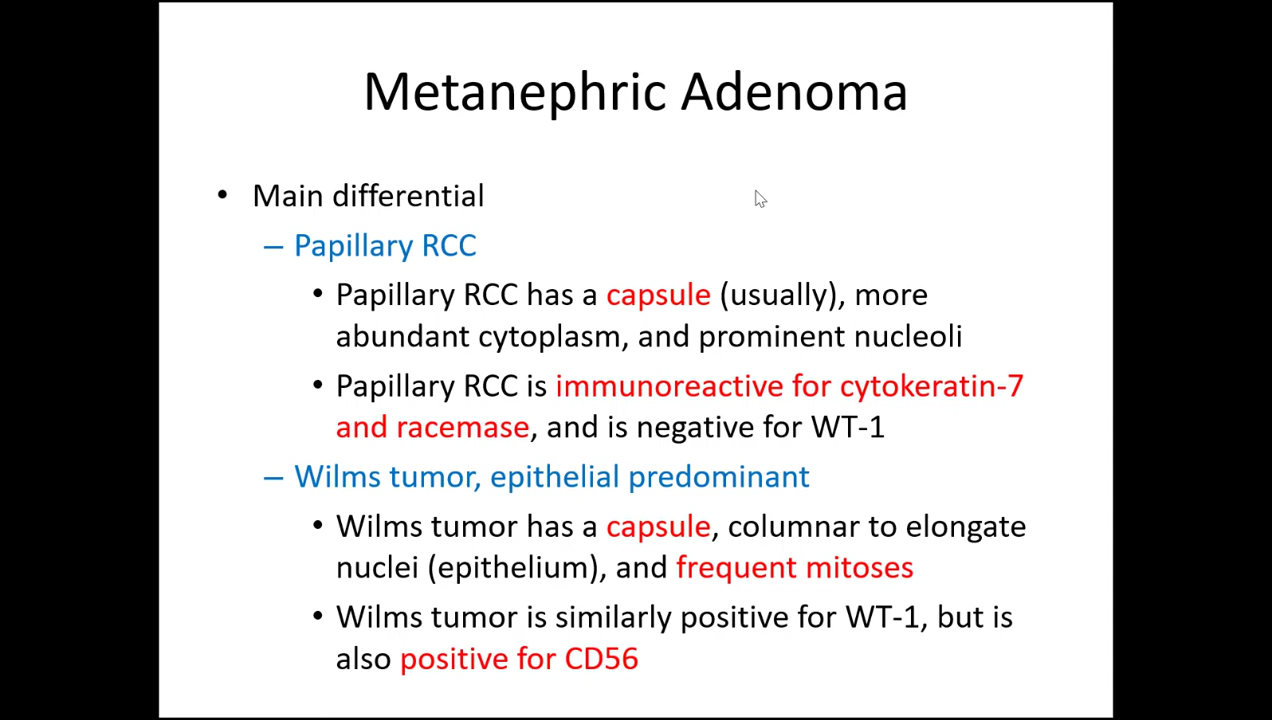 Metanephric Adenoma
• Main differential
– Papillary RCC
• Papillary RCC has a capsule (usually), more
abundant cytoplasm, and prominent nucleoli
• Papillary RCC is immunoreactive for cytokeratin-7
and racemase, and is negative for WT-1
– Wilms tumor, epithelial predominant
• Wilms tumor has a capsule, columnar to elongate
nuclei (epithelium), and frequent mitoses
• Wilms tumor is similarly positive for WT-1, but is
also positive for CD56